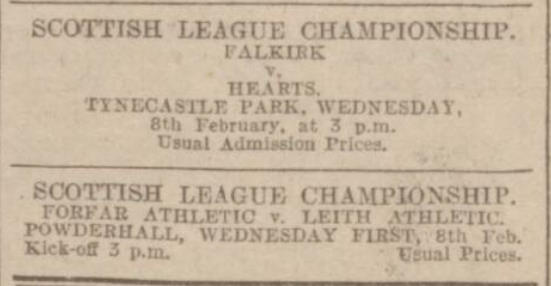 SCOTTISH LEAGUE CHAMPIONSHIP.
FALKIRK
v.
HEARTS.
TYNECASTLE PARK, WEDNESDAY,
8th February, at 3 p.m.
Usual Admission Prices.
SCOTTISH LEAGUE CHAMPIONSHIP.
FORFAR ATHLETIC v. LEITH ATHLETIC.
POWDERHALL, WEDNESDAY FIRST, 8th Feb.
Kick-off 3 p.m. Usual Prices.